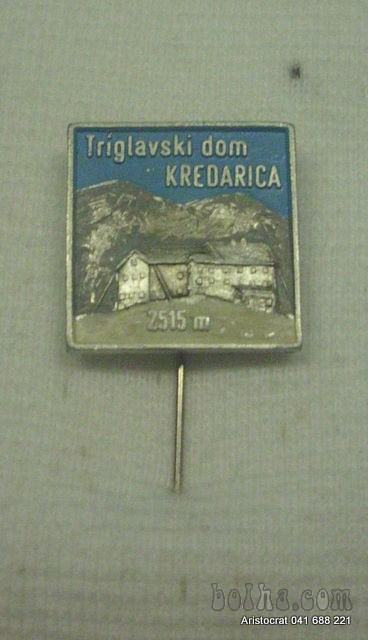 Triglavski dom
KREDARICA
2515 m
bolha.com
Aristocrat 041 688 221